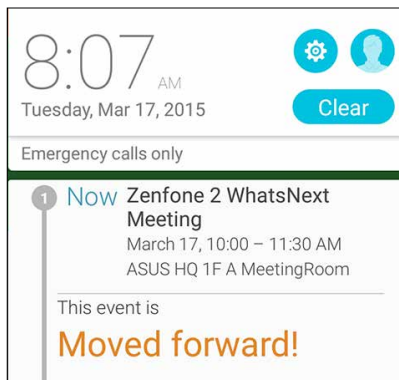 8:07 AM
Tuesday, Mar 17, 2015
Clear
Emergency calls only
1 Now Zenfone 2 WhatsNext
Meeting
March 17, 10:00 – 11:30 AM
ASUS HQ 1F A MeetingRoom
This event is
Moved forward!